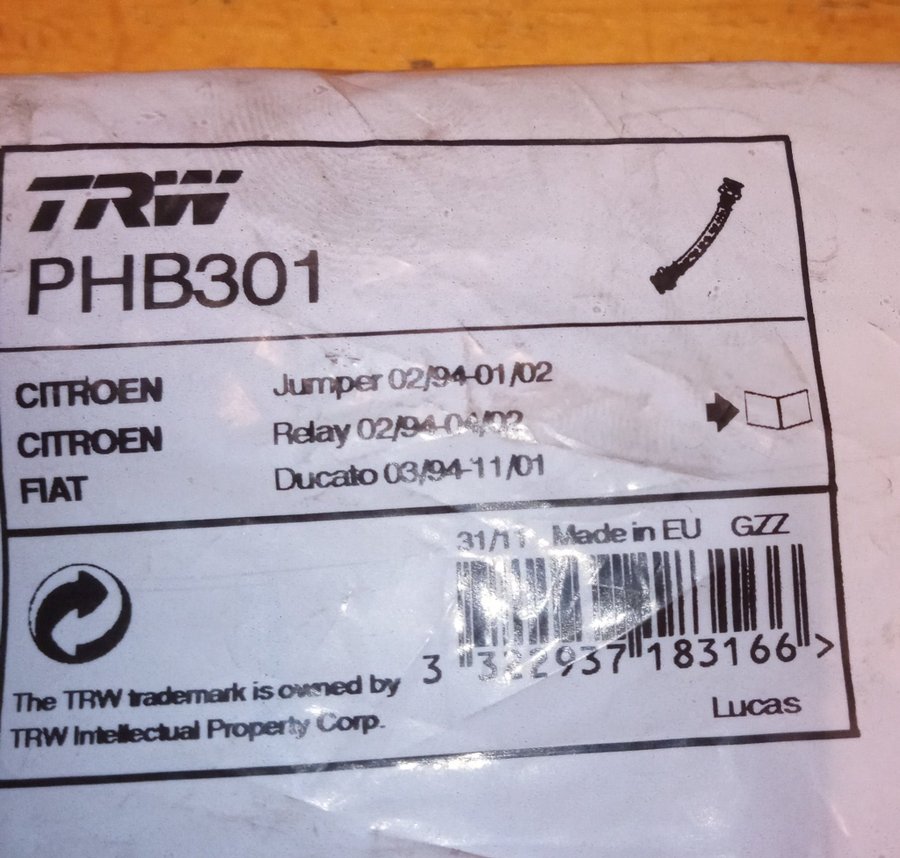 TRW
PHB301
CITROEN Jumper 02/94-01/02
CITROEN Relay 02/94-04/02
FIAT Ducato 03/94-11/01
31/11 Made in EU GZZ
3 322937 183166 >
The TRW trademark is owned by
TRW Intellectual Property Corp.
Lucas